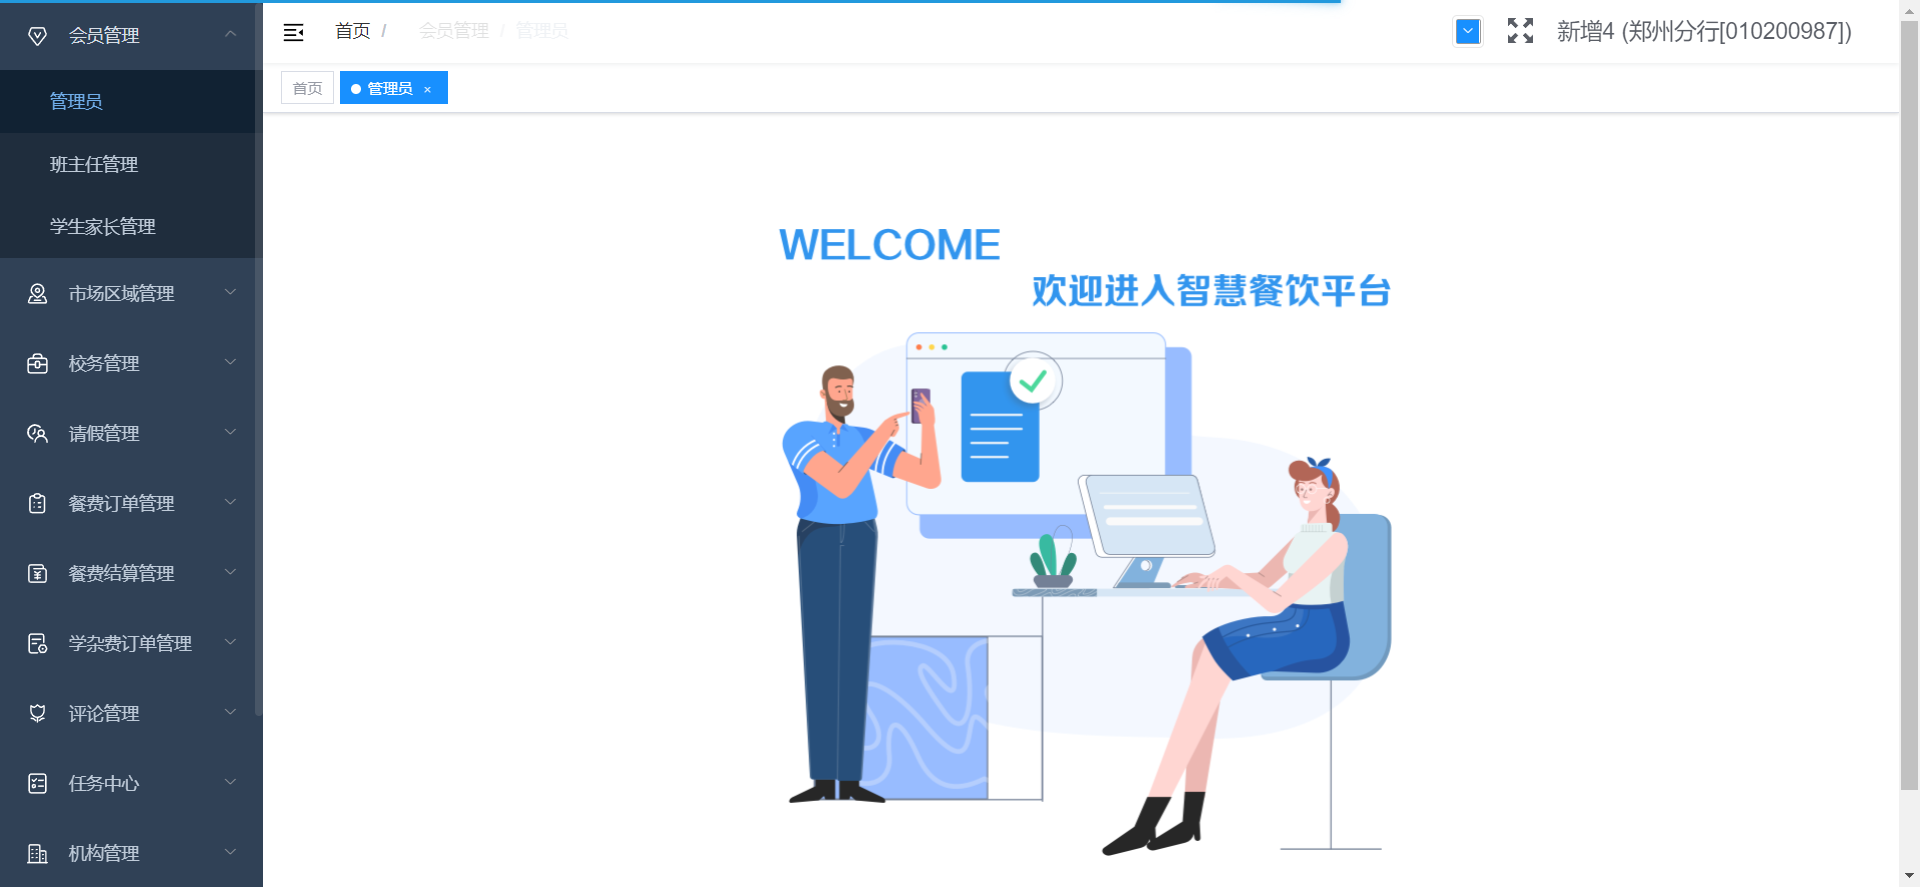 会员管理
管理员
班主任管理
学生家长管理
市场区域管理
校务管理
请假管理
餐费订单管理
餐费结算管理
学杂费订单管理
评论管理
任务中心
机构管理
首页 / 会员管理 / 管理员
新增4 (郑州分行[010200987])
首页
管理员 ×
WELCOME
欢迎进入智慧餐饮平台